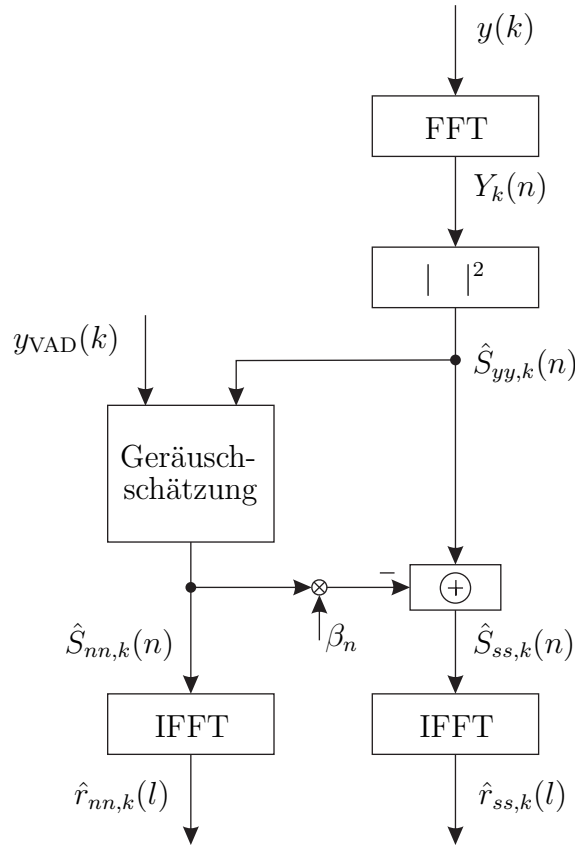 y(k)
FFT
Y_k(n)
| |²
y_VAD(k)
Ŝ_yy,k(n)
Geräusch-
schätzung
−
+
β_n
Ŝ_nn,k(n)
Ŝ_ss,k(n)
IFFT
IFFT
r̂_nn,k(l)
r̂_ss,k(l)